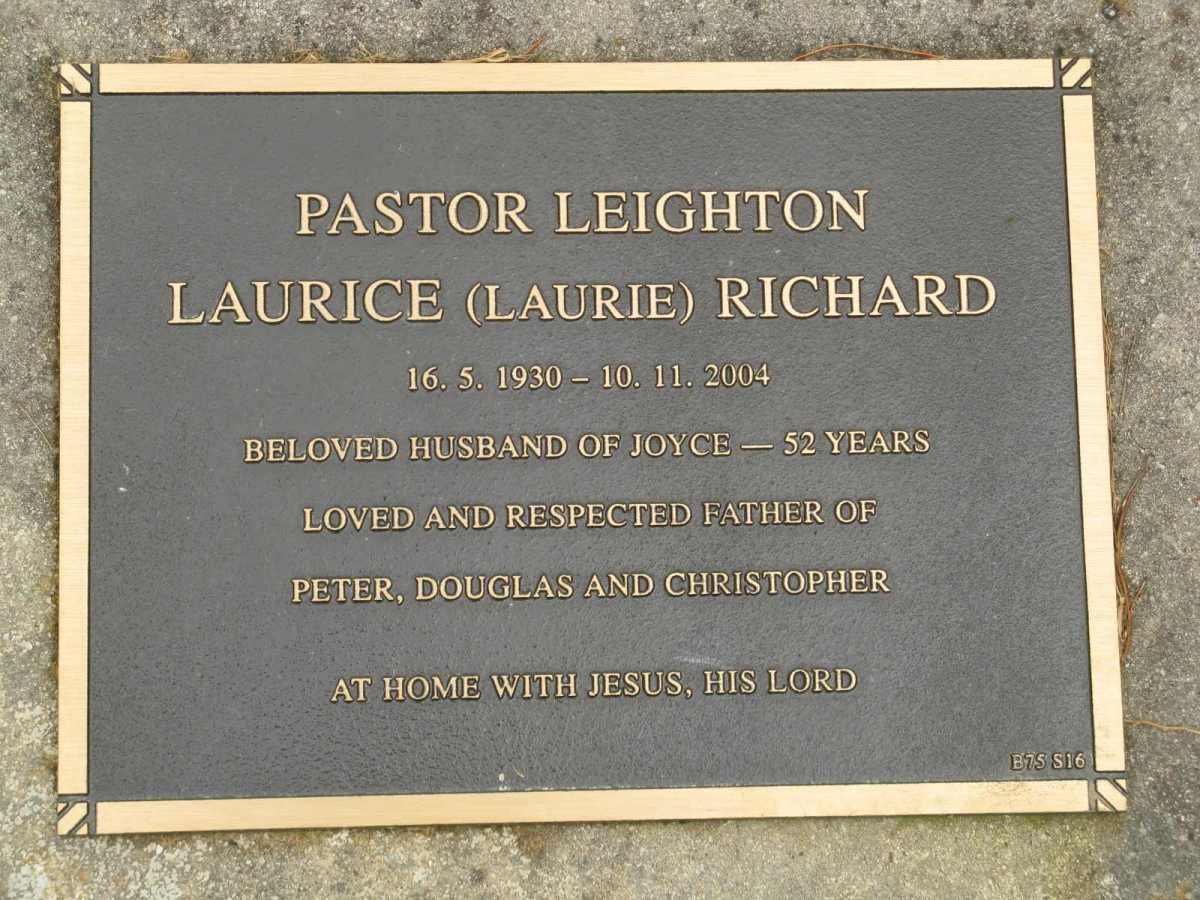 PASTOR LEIGHTON
LAURICE (LAURIE) RICHARD
16. 5. 1930 – 10. 11. 2004
BELOVED HUSBAND OF JOYCE — 52 YEARS
LOVED AND RESPECTED FATHER OF
PETER, DOUGLAS AND CHRISTOPHER
AT HOME WITH JESUS, HIS LORD
B75 S16